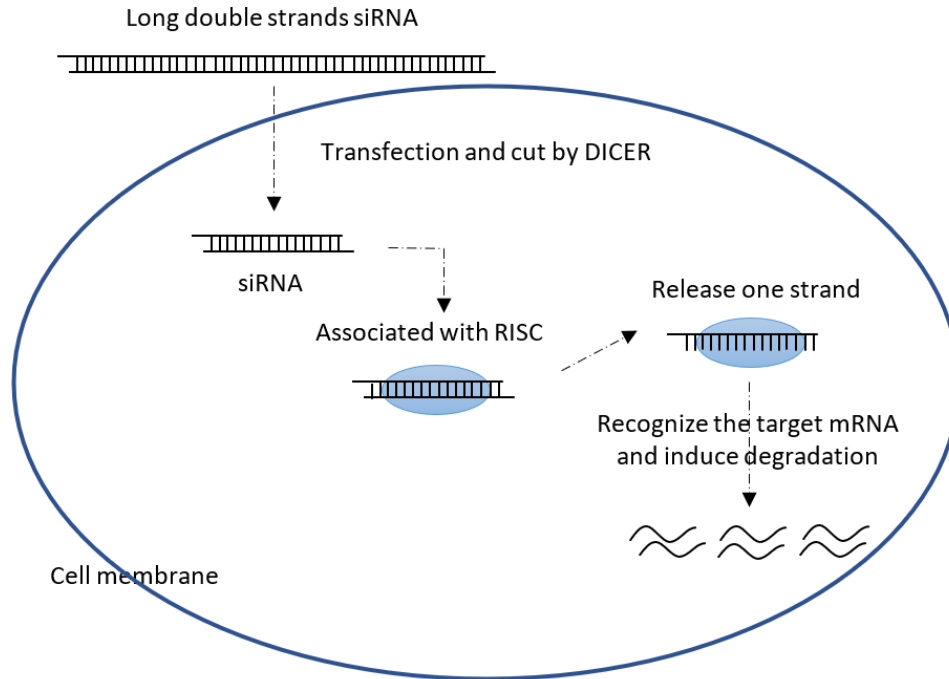 Long double strands siRNA
Transfection and cut by DICER
siRNA
Associated with RISC
Release one strand
Recognize the target mRNA
and induce degradation
Cell membrane